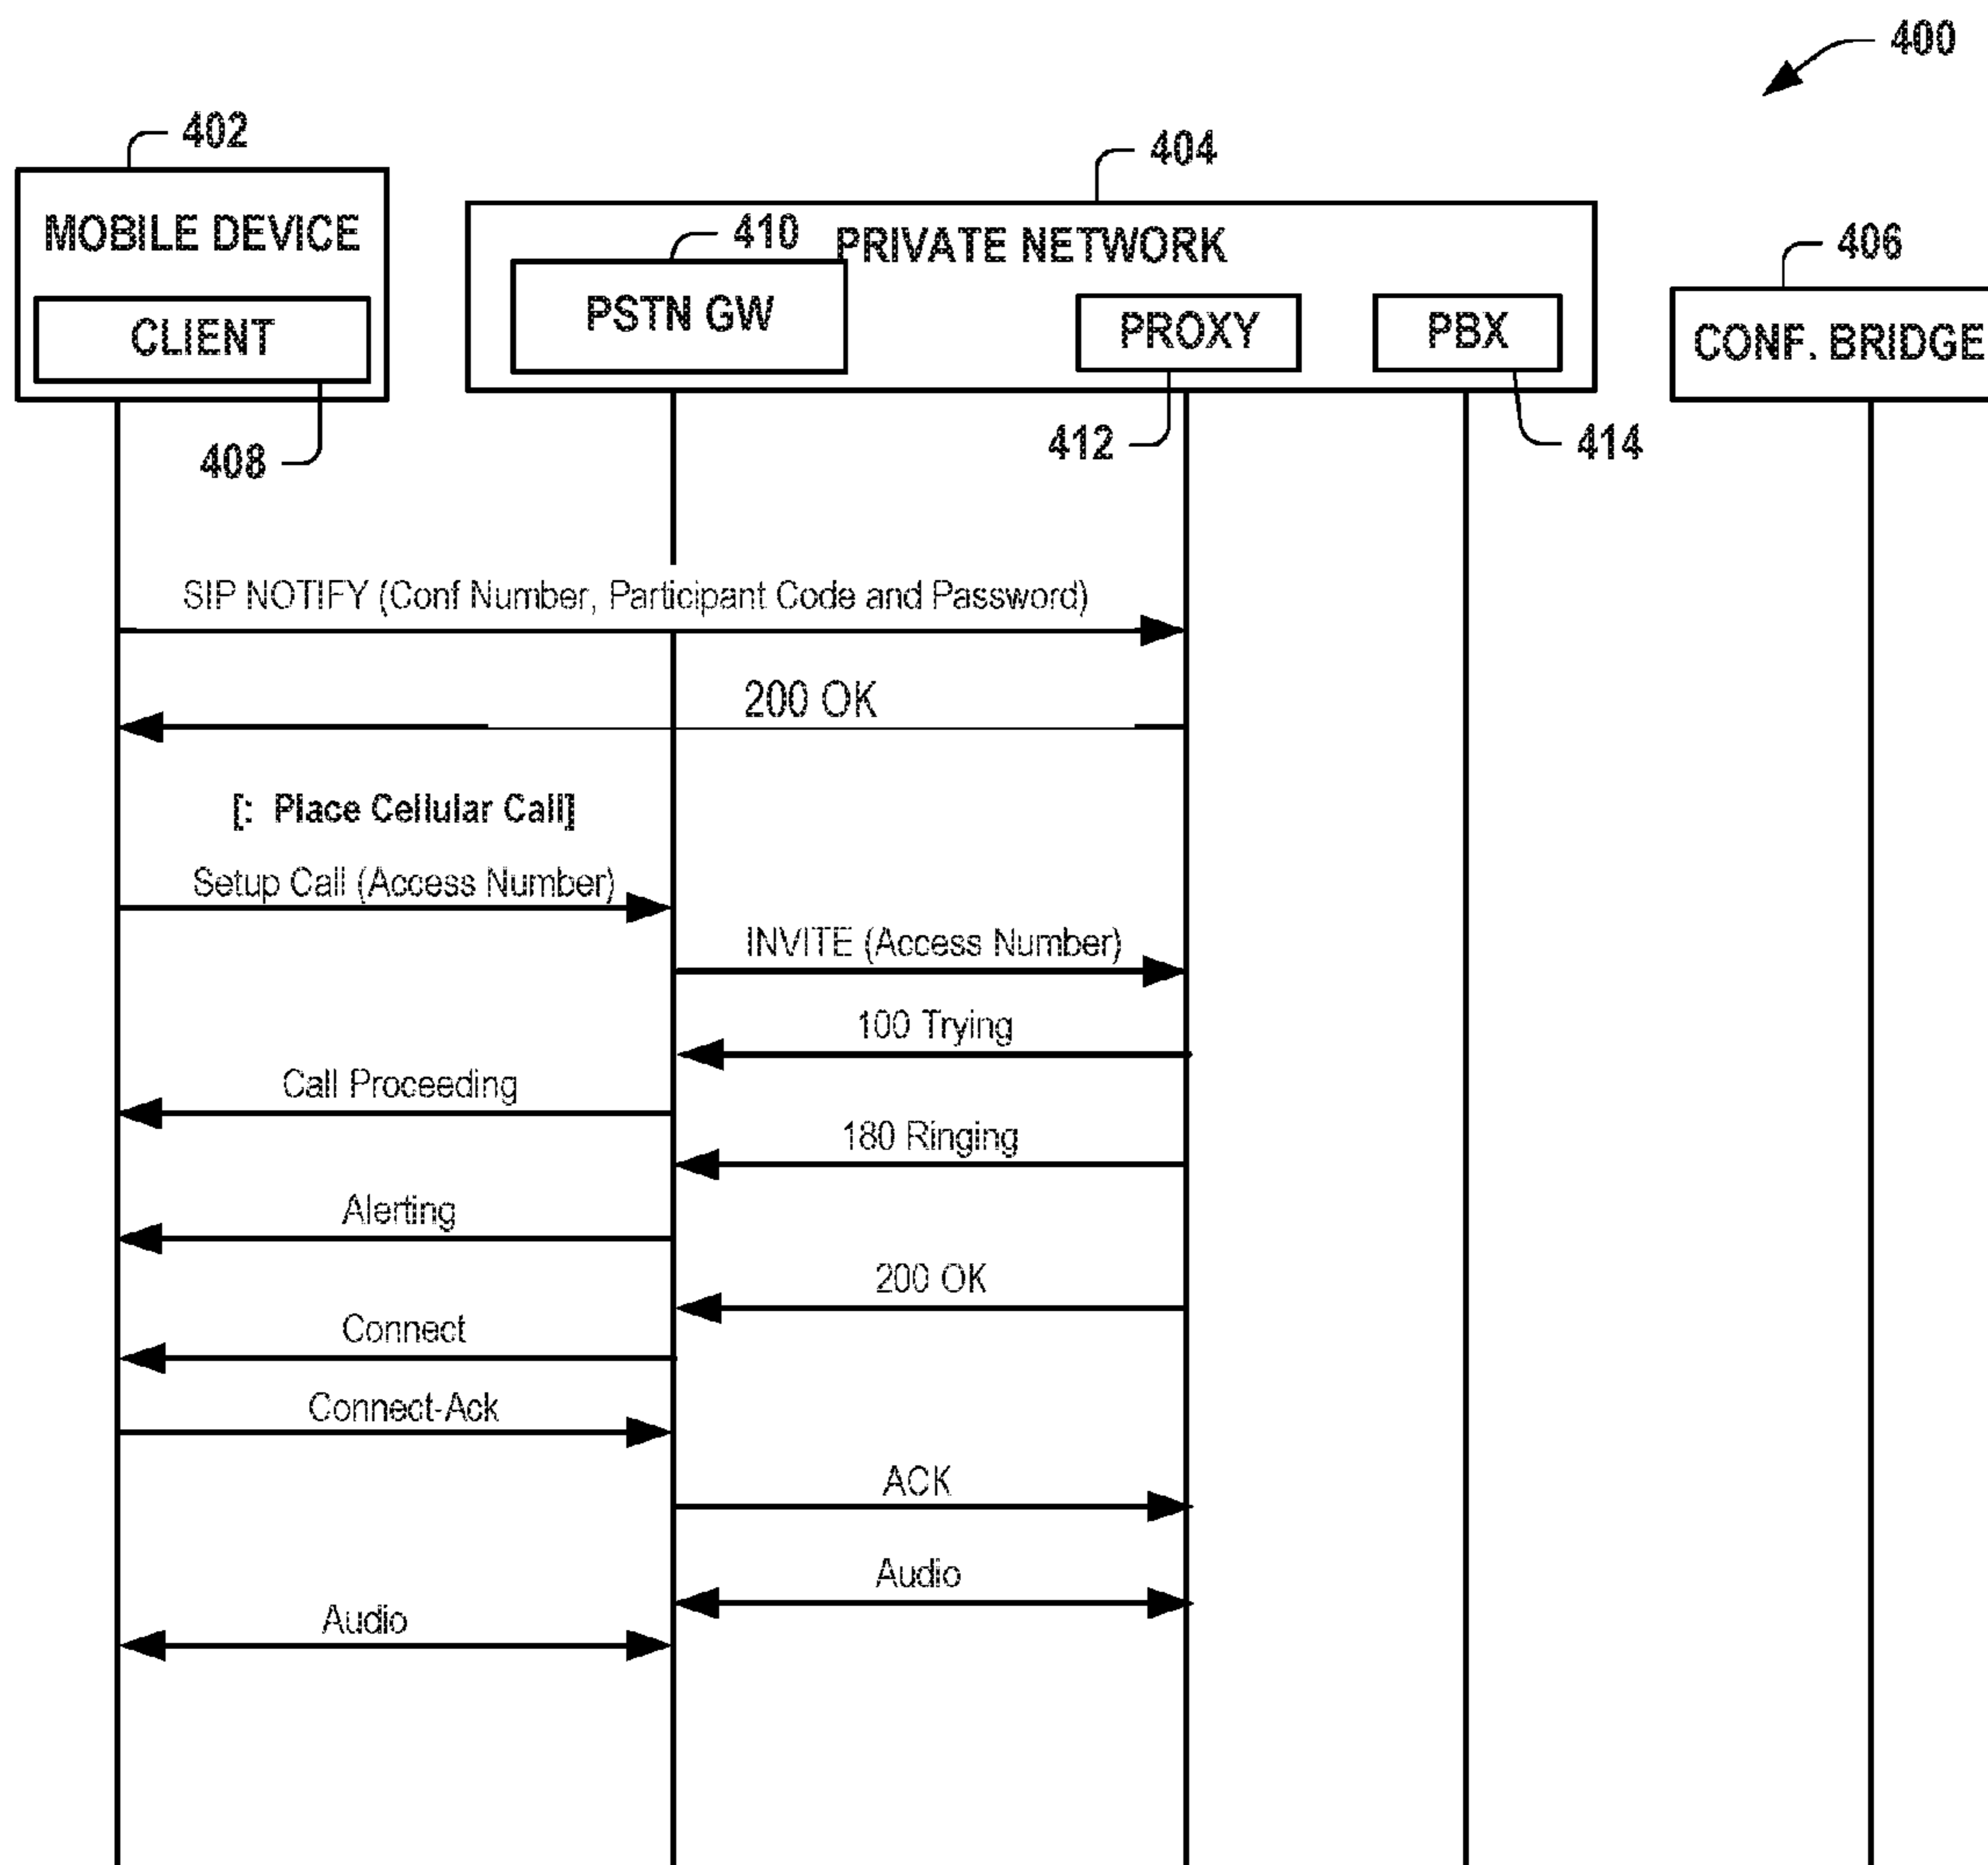 400
402
404
MOBILE DEVICE
410
PRIVATE NETWORK
406
CLIENT
PSTN GW
PROXY
PBX
CONF. BRIDGE
408
412
414
SIP NOTIFY (Conf Number, Participant Code and Password)
200 OK
[: Place Cellular Call]
Setup Call (Access Number)
INVITE (Access Number)
100 Trying
Call Proceeding
180 Ringing
Alerting
200 OK
Connect
Connect-Ack
ACK
Audio
Audio